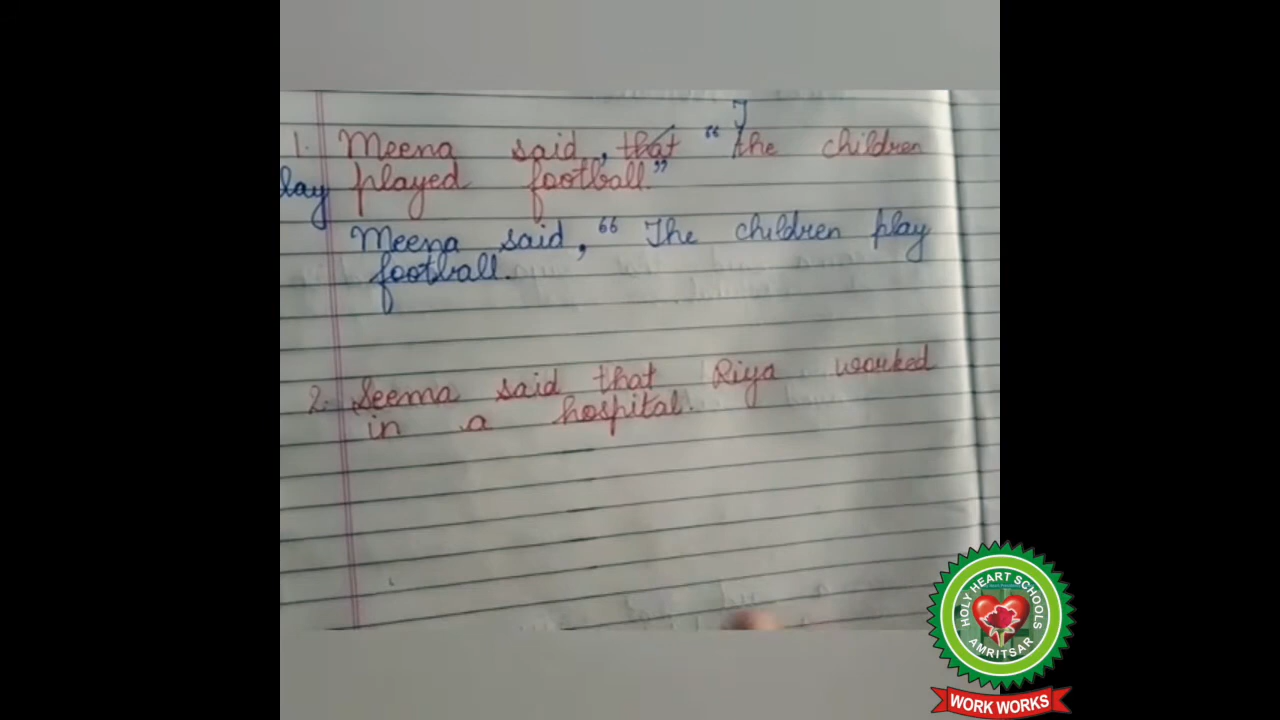 T
1. Meena said, that " the children
lay played football."
Meena said, " The children play
football.
2. Seema said that Riya worked
in a hospital.
HOLY HEART SCHOOLS
AMRITSAR
WORK WORKS